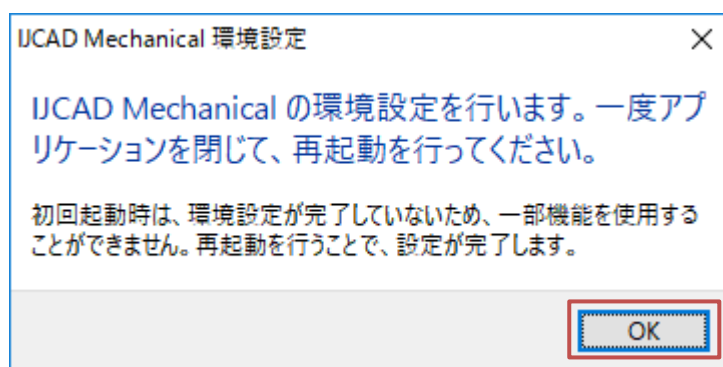 IJCAD Mechanical 環境設定
IJCAD Mechanical の環境設定を行います。一度アプ
リケーションを閉じて、再起動を行ってください。
初回起動時は、環境設定が完了していないため、一部機能を使用する
ことができません。再起動を行うことで、設定が完了します。
OK